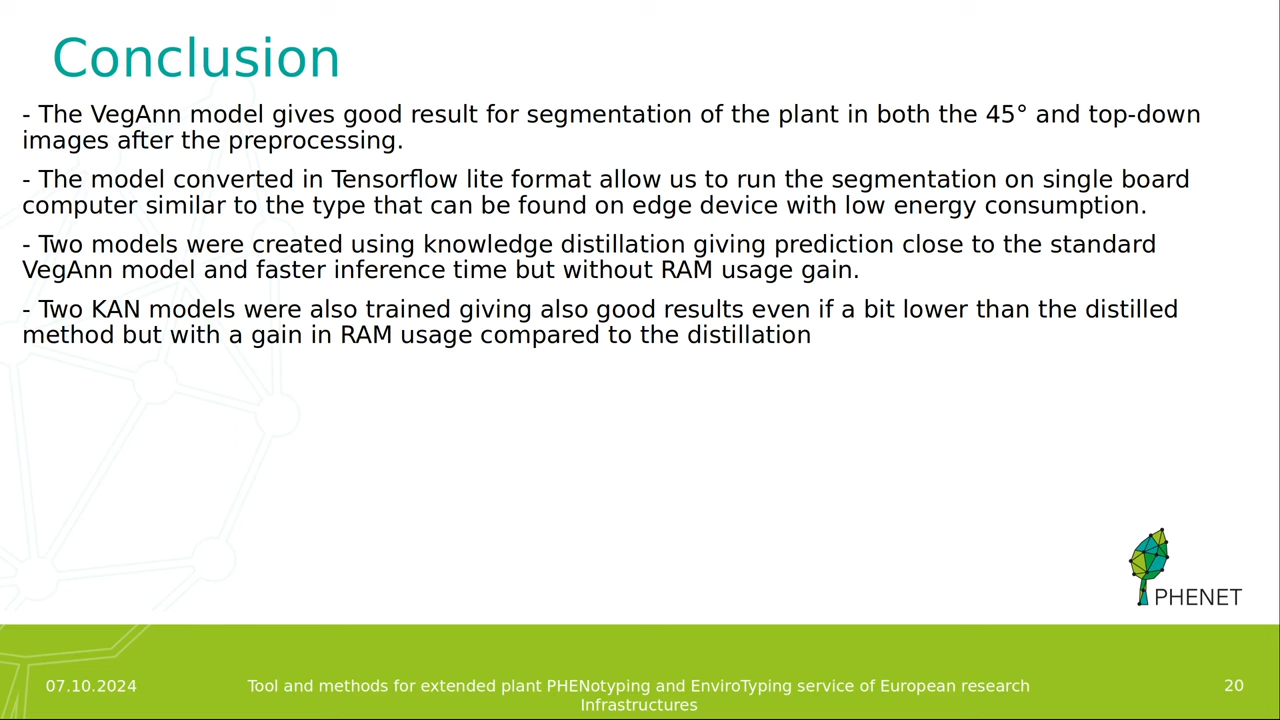 Conclusion
- The VegAnn model gives good result for segmentation of the plant in both the 45° and top-down
images after the preprocessing.
- The model converted in Tensorflow lite format allow us to run the segmentation on single board
computer similar to the type that can be found on edge device with low energy consumption.
- Two models were created using knowledge distillation giving prediction close to the standard
VegAnn model and faster inference time but without RAM usage gain.
- Two KAN models were also trained giving also good results even if a bit lower than the distilled
method but with a gain in RAM usage compared to the distillation
PHENET
07.10.2024
Tool and methods for extended plant PHENotyping and EnviroTyping service of European research
Infrastructures
20